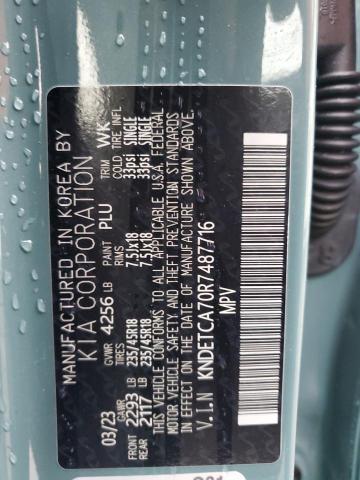 MANUFACTURED IN KOREA BY
KIA CORPORATION
03/23 GVWR 4256 LB PAINT PLU TRIM WK
GAWR TIRES RIMS COLD TIRE INFL.
FRONT 2293 LB 235/45R18 7.5JX18 33psi SINGLE
REAR 2117 LB 235/45R18 7.5JX18 33psi SINGLE
THIS VEHICLE CONFORMS TO ALL APPLICABLE U.S.A. FEDERAL
MOTOR VEHICLE SAFETY AND THEFT PREVENTION STANDARDS
IN EFFECT ON THE DATE OF MANUFACTURE SHOWN ABOVE.
V.I.N KNDETCA70R7487716
MPV